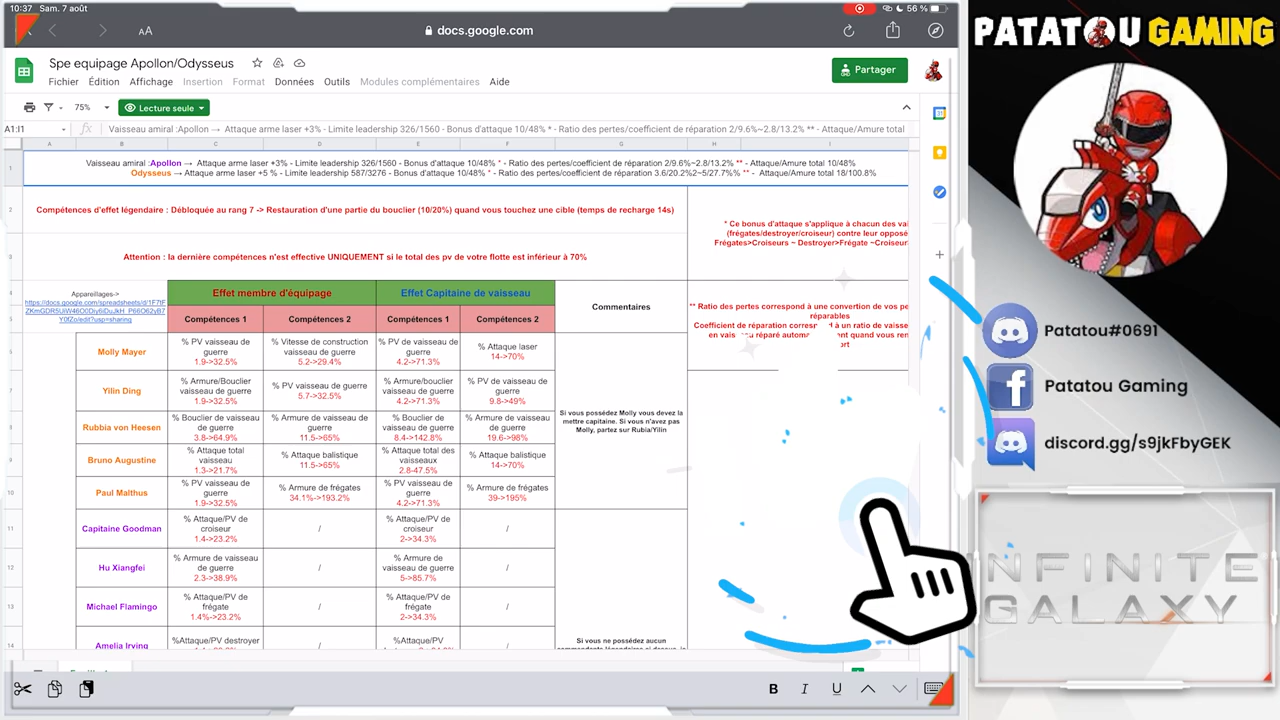 10:37 Sam. 7 août
56 %
AA
docs.google.com
Spe equipage Apollon/Odysseus
Fichier Édition Affichage Insertion Format Données Outils Modules complémentaires Aide
Partager
75%
Lecture seule
A1:I1
fx
Vaisseau amiral :Apollon → Attaque arme laser +3% - Limite leadership 326/1560 - Bonus d'attaque 10/48% * - Ratio des pertes/coefficient de réparation 2/9.6%~2.8/13.2% ** - Attaque/Amure total
A B C D E F G H I
1
Vaisseau amiral :Apollon → Attaque arme laser +3% - Limite leadership 326/1560 - Bonus d'attaque 10/48% * - Ratio des pertes/coefficient de réparation 2/9.6%~2.8/13.2% ** - Attaque/Amure total 10/48%
Odysseus → Attaque arme laser +5 % - Limite leadership 587/3276 - Bonus d'attaque 10/48% * - Ratio des pertes/coefficient de réparation 3.6/20.2%~5/27.7%% ** - Attaque/Amure total 18/100.8%
2
Compétences d'effet légendaire : Débloquée au rang 7 -> Restauration d'une partie du bouclier (10/20%) quand vous touchez une cible (temps de recharge 14s)
* Ce bonus d'attaque s'applique à chacun des vai
(frégates/destroyer/croiseur) contre leur opposé
Frégates>Croiseurs ~ Destroyer>Frégate ~Croiseur
3
Attention : la dernière compétences n'est effective UNIQUEMENT si le total des pv de votre flotte est inférieur à 70%
4
Appareillages->
Effet membre d'équipage
Effet Capitaine de vaisseau
Commentaires
** Ratio des pertes correspond à une convertion de vos pe
réparables
5
Compétences 1
Compétences 2
Compétences 1
Compétences 2
6
Molly Mayer
% PV vaisseau de
guerre
1.9->32.5%
% Vitesse de construction
vaisseau de guerre
5.2->29.4%
% PV de vaisseau de
guerre
4.2->71.3%
% Attaque laser
14->70%
7
Yilin Ding
% Armure/Bouclier
vaisseau de guerre
1.9->32.5%
% PV vaisseau de guerre
5.7->32.5%
% Armure/bouclier
vaisseau de guerre
4.2->71.3%
% PV de vaisseau de
guerre
9.8->49%
Si vous possédez Molly vous devez la
mettre capitaine. Si vous n'avez pas
Molly, partez sur Rubia/Yilin
8
Rubbia von Heesen
% Bouclier de vaisseau
de guerre
3.8->64.9%
% Armure de vaisseau de
guerre
11.5->65%
% Bouclier de
vaisseau de guerre
8.4->142.8%
% Armure de vaisseau
de guerre
19.6->98%
9
Bruno Augustine
% Attaque total
vaisseau
1.3->21.7%
% Attaque balistique
11.5->65%
% Attaque total des
vaisseaux
2.8-47.5%
% Attaque balistique
14->70%
10
Paul Malthus
% PV vaisseau de
guerre
1.9->32.5%
% Armure de frégates
34.1%->193.2%
% PV vaisseau de
guerre
4.2->71.3%
% Armure de frégates
39->195%
11
Capitaine Goodman
% Attaque/PV de
croiseur
1.4->23.2%
/
% Attaque/PV de
croiseur
2->34.3%
/
12
Hu Xiangfei
% Armure de vaisseau
de guerre
2.3->38.9%
/
% Armure de
vaisseau de guerre
5->85.7%
/
13
Michael Flamingo
% Attaque/PV de
frégate
1.4%->23.2%
/
% Attaque/PV de
frégate
2->34.3%
/
14
Amelia Irving
%Attaque/PV destroyer
/
%Attaque/PV
/
Si vous ne possédez aucun
B I U
PATATOU GAMING
Patatou#0691
Patatou Gaming
discord.gg/s9jkFbyGEK
INFINITE
GALAXY